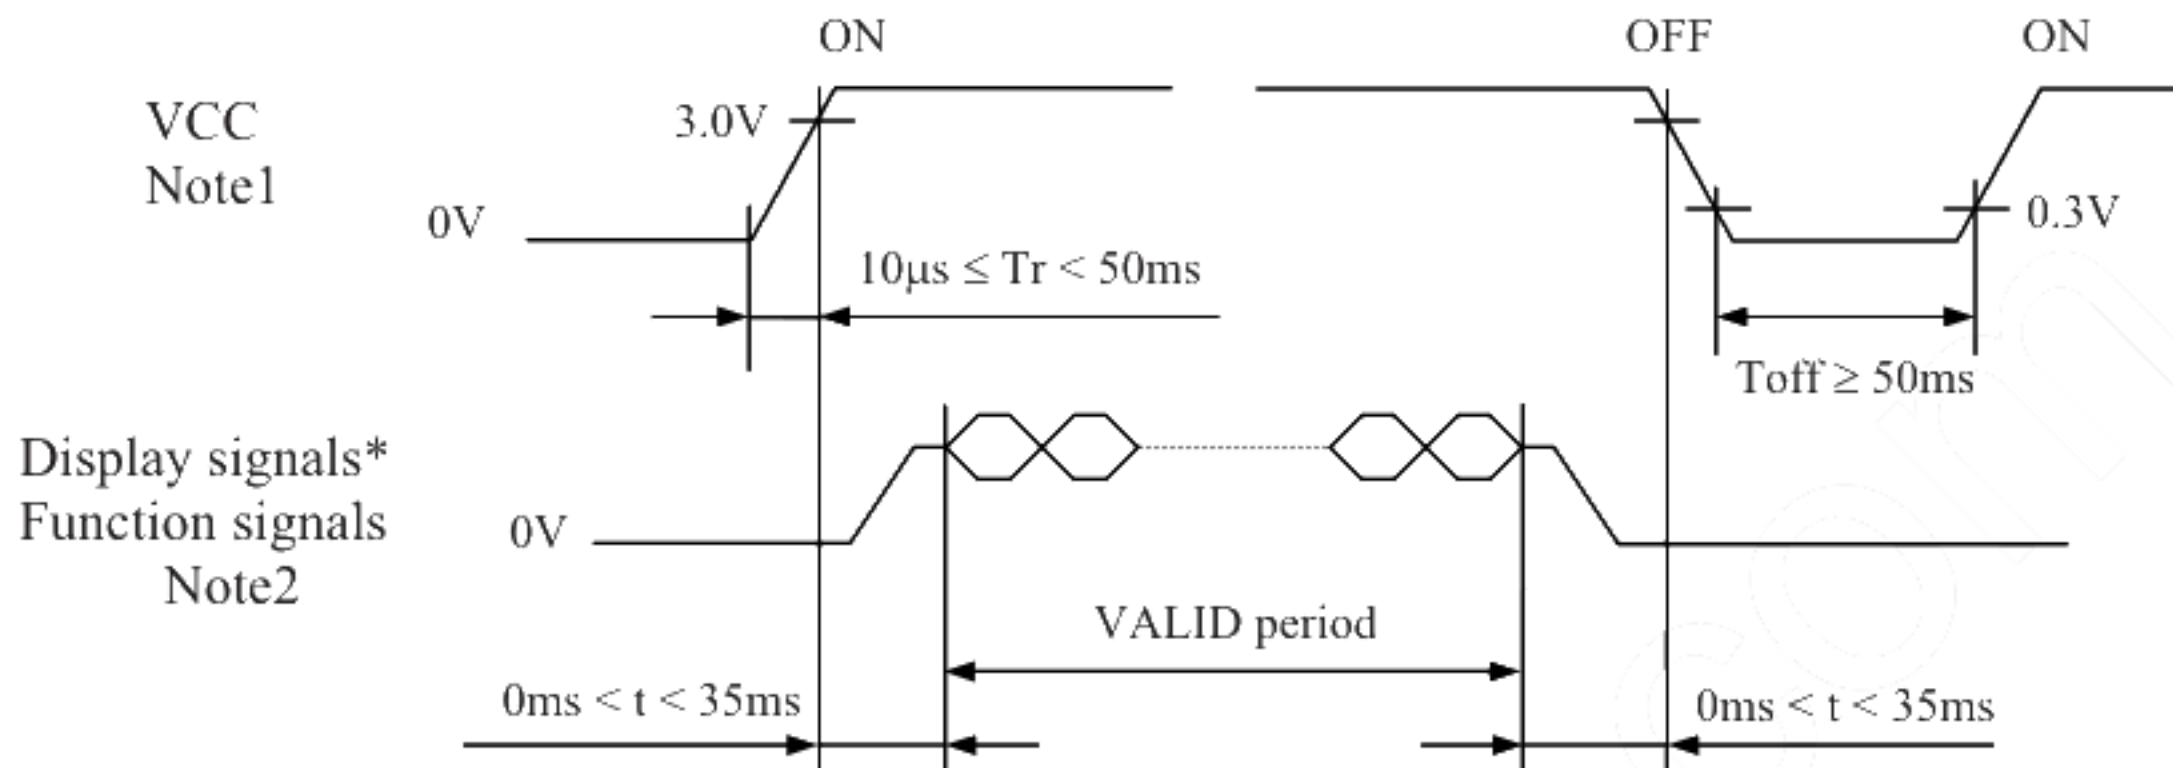 ON
OFF
ON
VCC
3.0V
Note1
0V
0.3V
10μs ≤ Tr < 50ms
Toff ≥ 50ms
Display signals*
Function signals
0V
Note2
VALID period
0ms < t < 35ms
0ms < t < 35ms
com